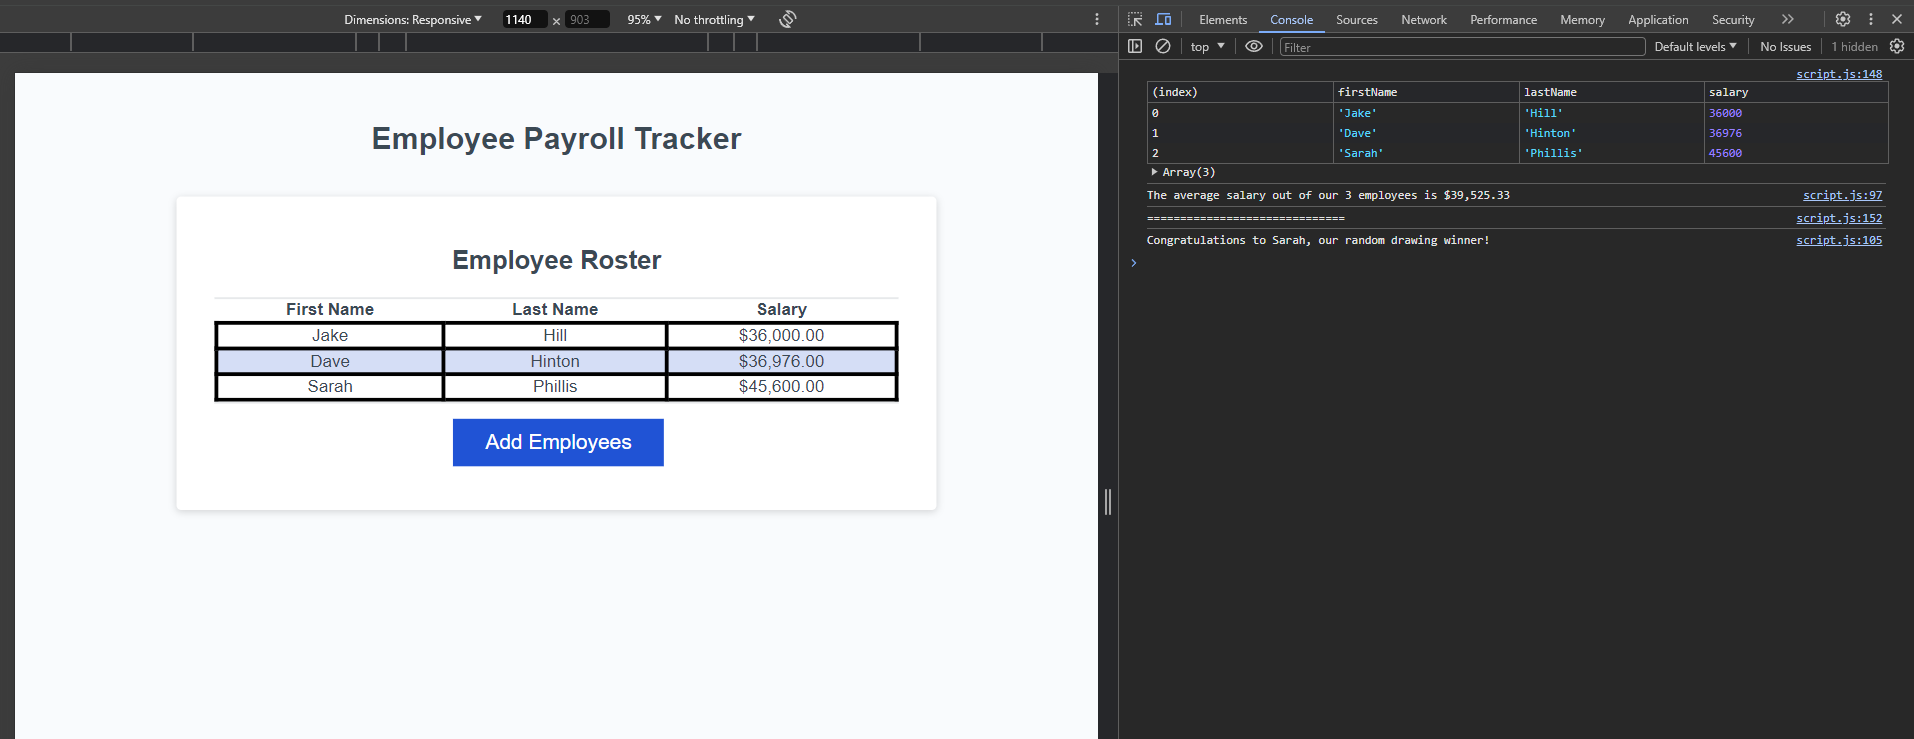 Dimensions: Responsive 1140 × 903 95% No throttling
Elements Console Sources Network Performance Memory Application Security
top Filter Default levels No Issues 1 hidden
Employee Payroll Tracker
Employee Roster
First Name Last Name Salary
Jake Hill $36,000.00
Dave Hinton $36,976.00
Sarah Phillis $45,600.00
Add Employees
script.js:148
(index) firstName lastName salary
0 'Jake' 'Hill' 36000
1 'Dave' 'Hinton' 36976
2 'Sarah' 'Phillis' 45600
Array(3)
The average salary out of our 3 employees is $39,525.33 script.js:97
============================== script.js:152
Congratulations to Sarah, our random drawing winner! script.js:105